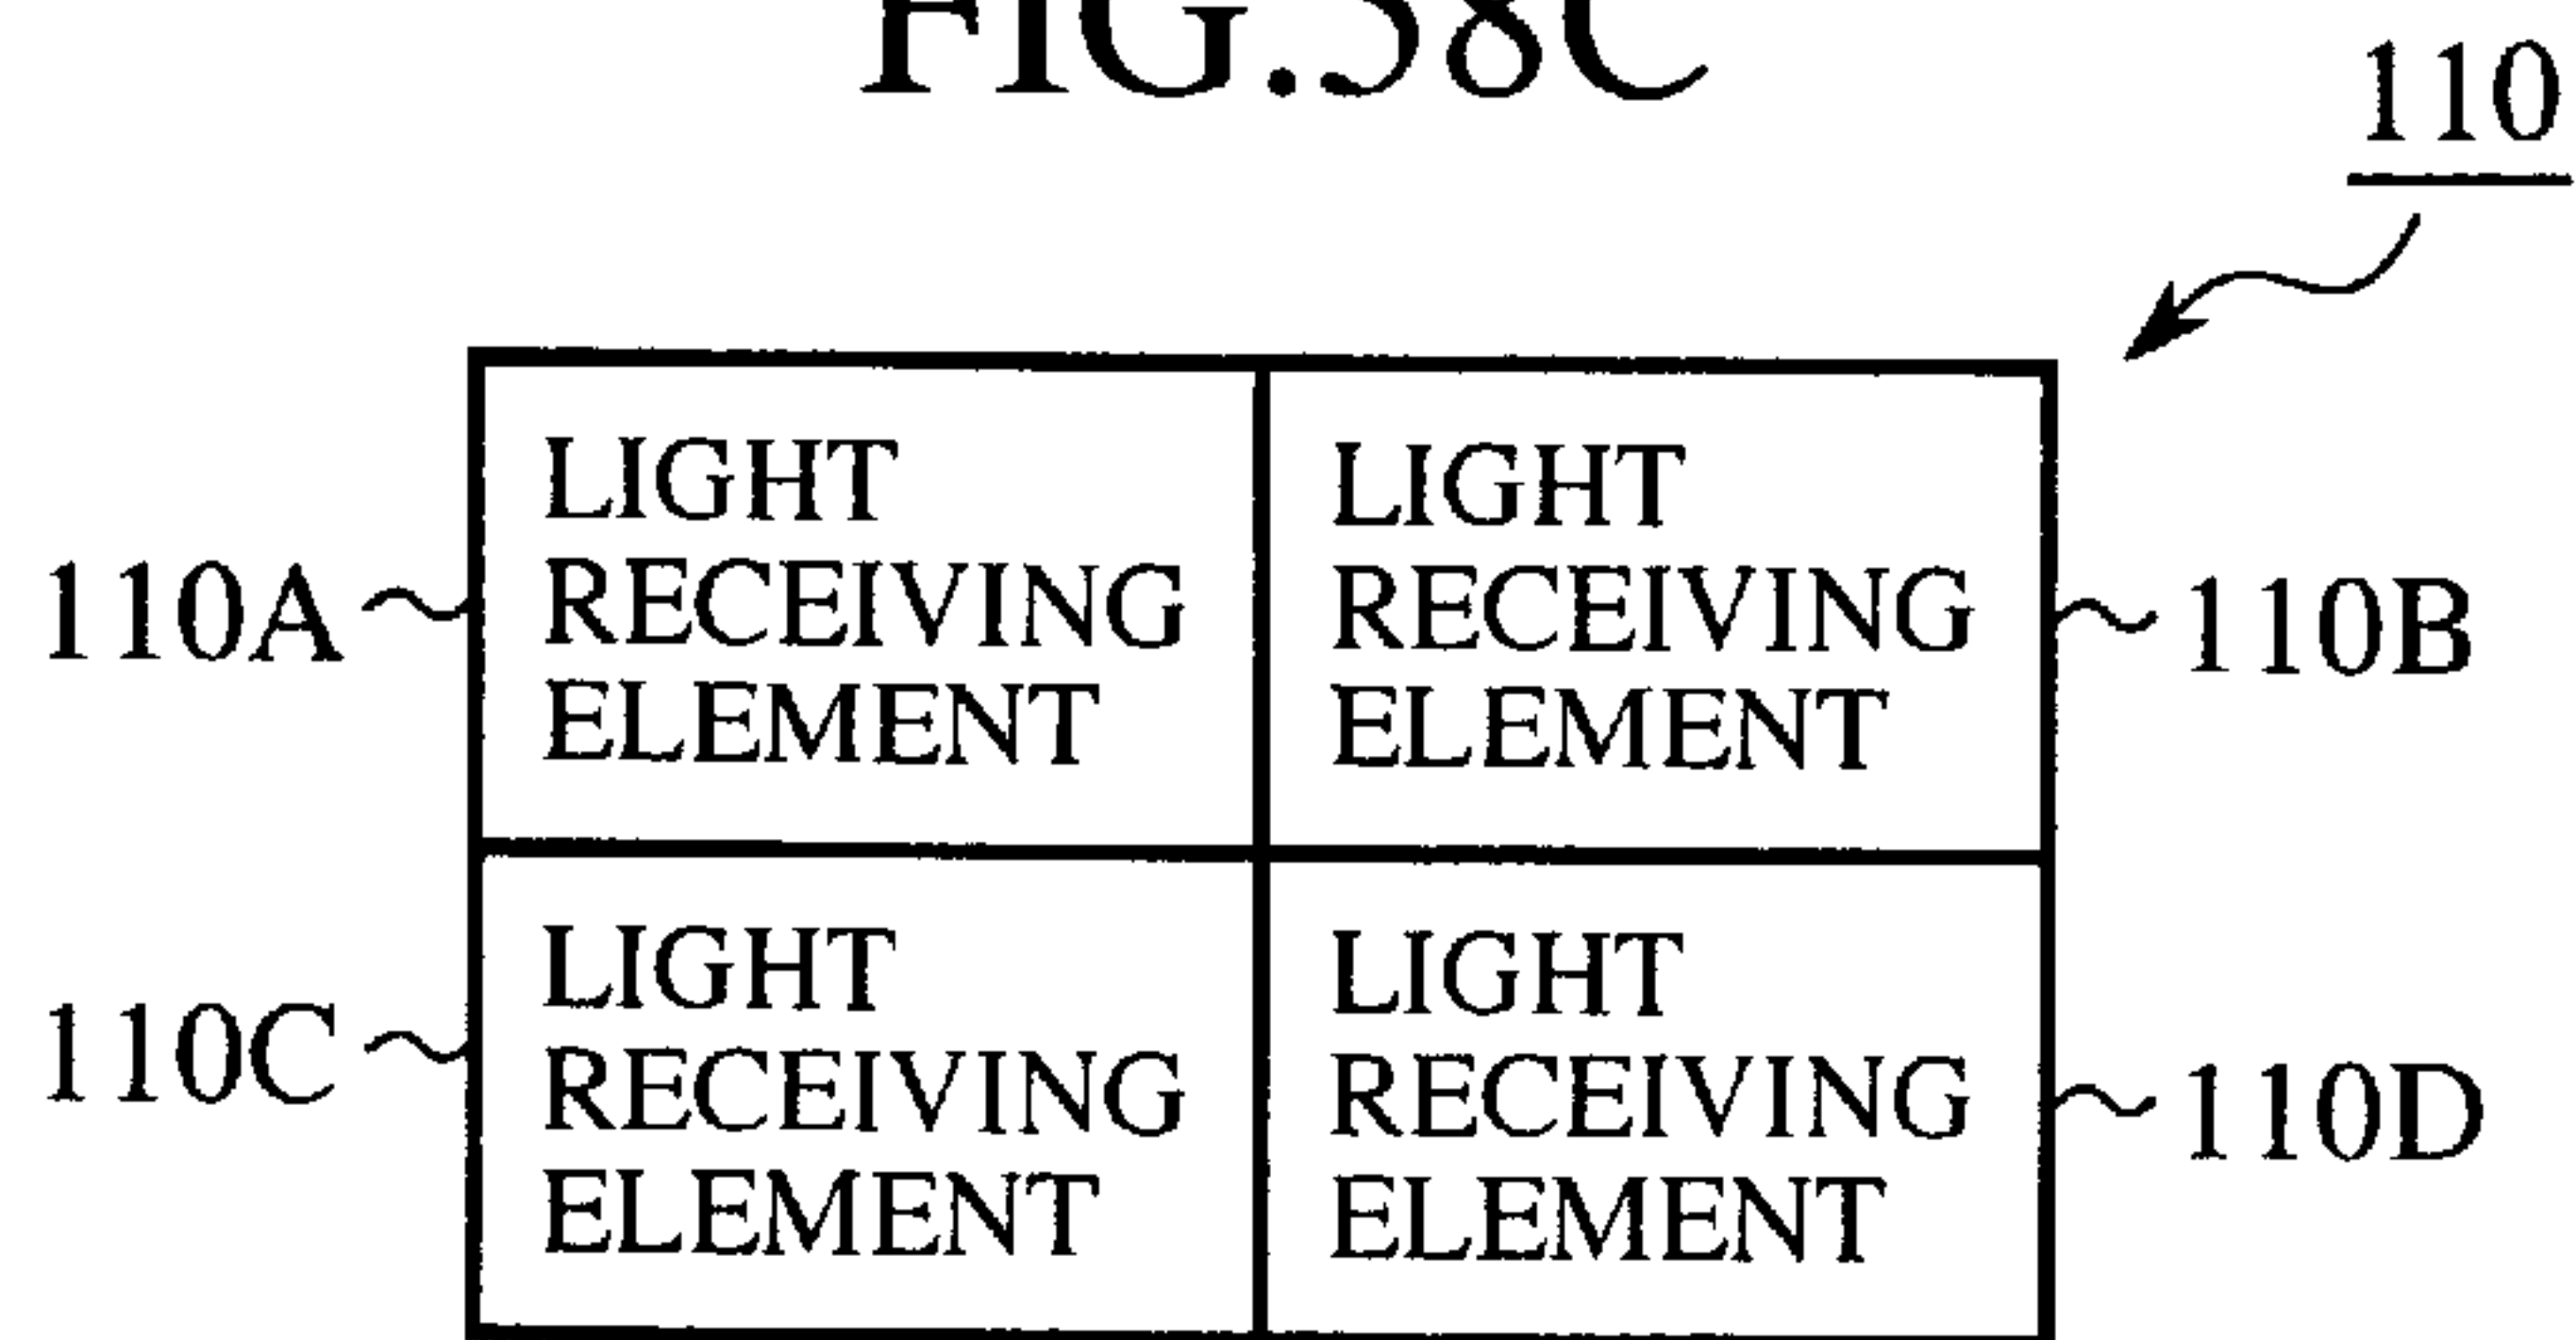 FIG.38C
110
LIGHT
RECEIVING
ELEMENT
LIGHT
RECEIVING
ELEMENT
110A
110B
LIGHT
RECEIVING
ELEMENT
LIGHT
RECEIVING
ELEMENT
110C
110D